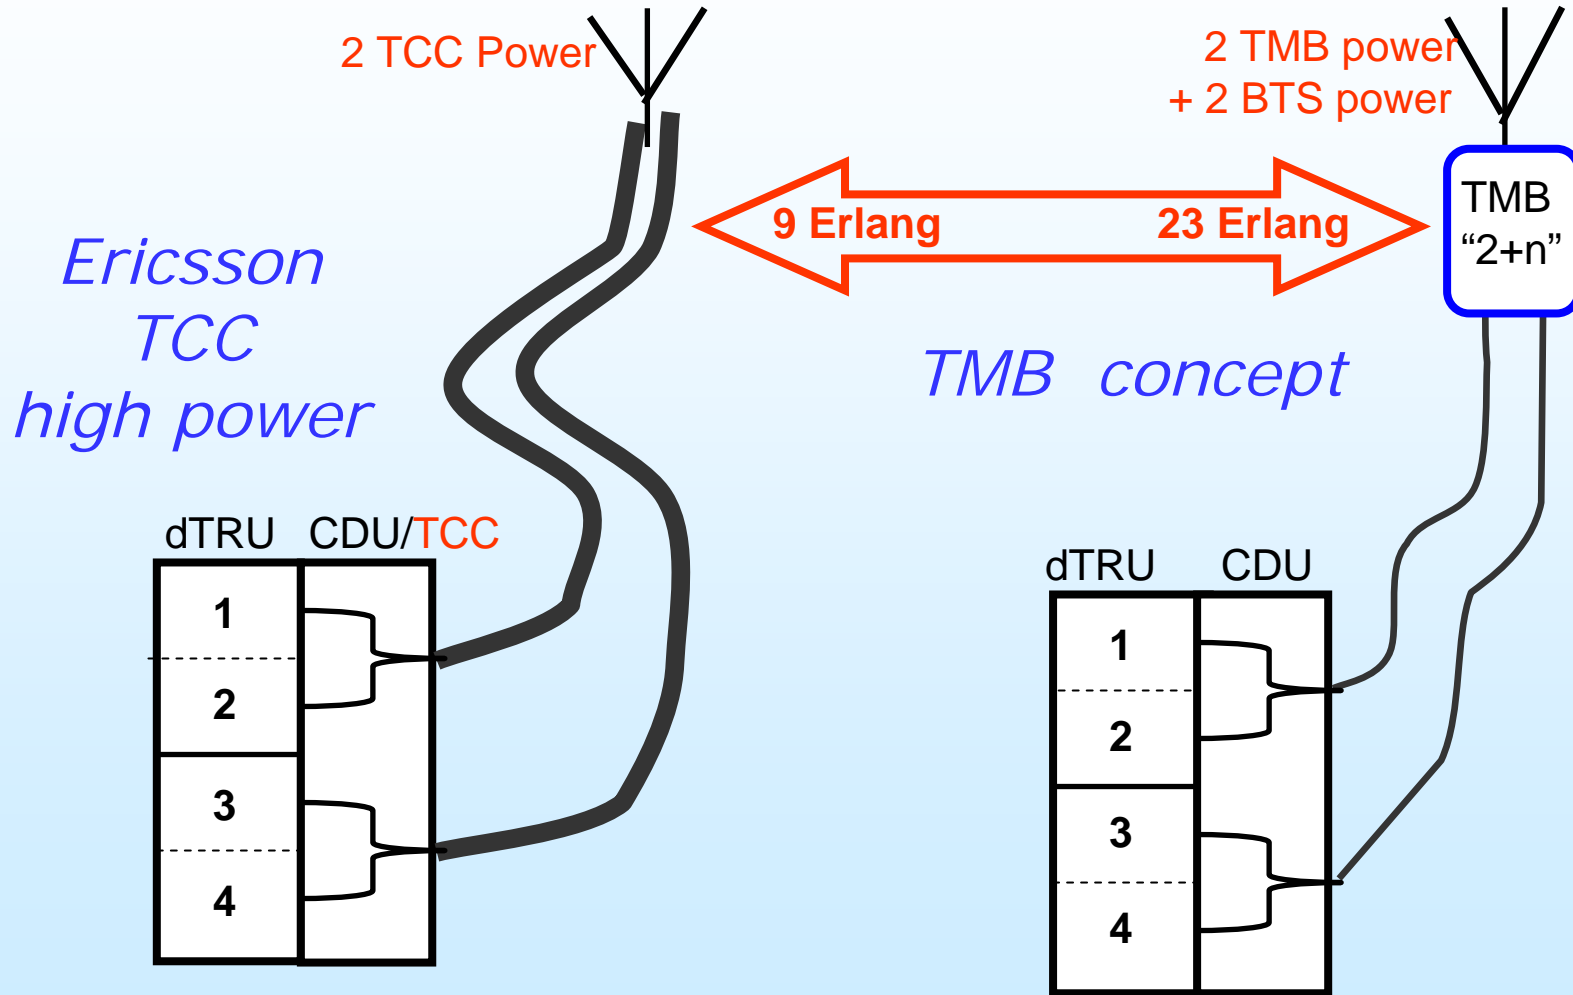 2 TCC Power
2 TMB power
+ 2 BTS power
9 Erlang
23 Erlang
TMB
“2+n”
Ericsson
TCC
high power
TMB concept
dTRU
CDU/TCC
1
2
3
4
dTRU
CDU
1
2
3
4